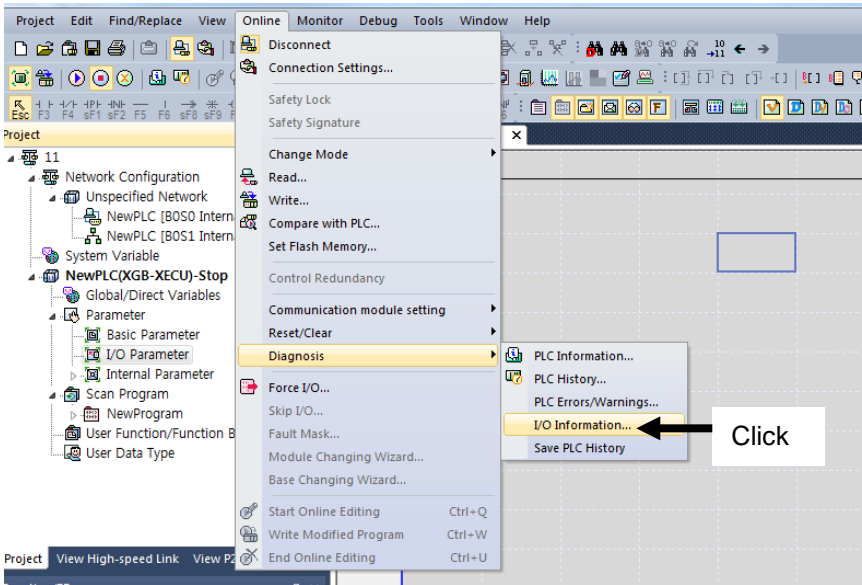 Project Edit Find/Replace View Online Monitor Debug Tools Window Help
Esc F3 F4 sF1 sF2 F5 F6 sF8 sF9
Project
11
Network Configuration
Unspecified Network
NewPLC [B0S0 Intern
NewPLC [B0S1 Intern
System Variable
NewPLC(XGB-XECU)-Stop
Global/Direct Variables
Parameter
Basic Parameter
I/O Parameter
Internal Parameter
Scan Program
NewProgram
User Function/Function B
User Data Type
Project View High-speed Link View P2
Disconnect
Connection Settings...
Safety Lock
Safety Signature
Change Mode
Read...
Write...
Compare with PLC...
Set Flash Memory...
Control Redundancy
Communication module setting
Reset/Clear
Diagnosis
Force I/O...
Skip I/O...
Fault Mask...
Module Changing Wizard...
Base Changing Wizard...
Start Online Editing Ctrl+Q
Write Modified Program Ctrl+W
End Online Editing Ctrl+U
PLC Information...
PLC History...
PLC Errors/Warnings...
I/O Information...
Save PLC History
Click